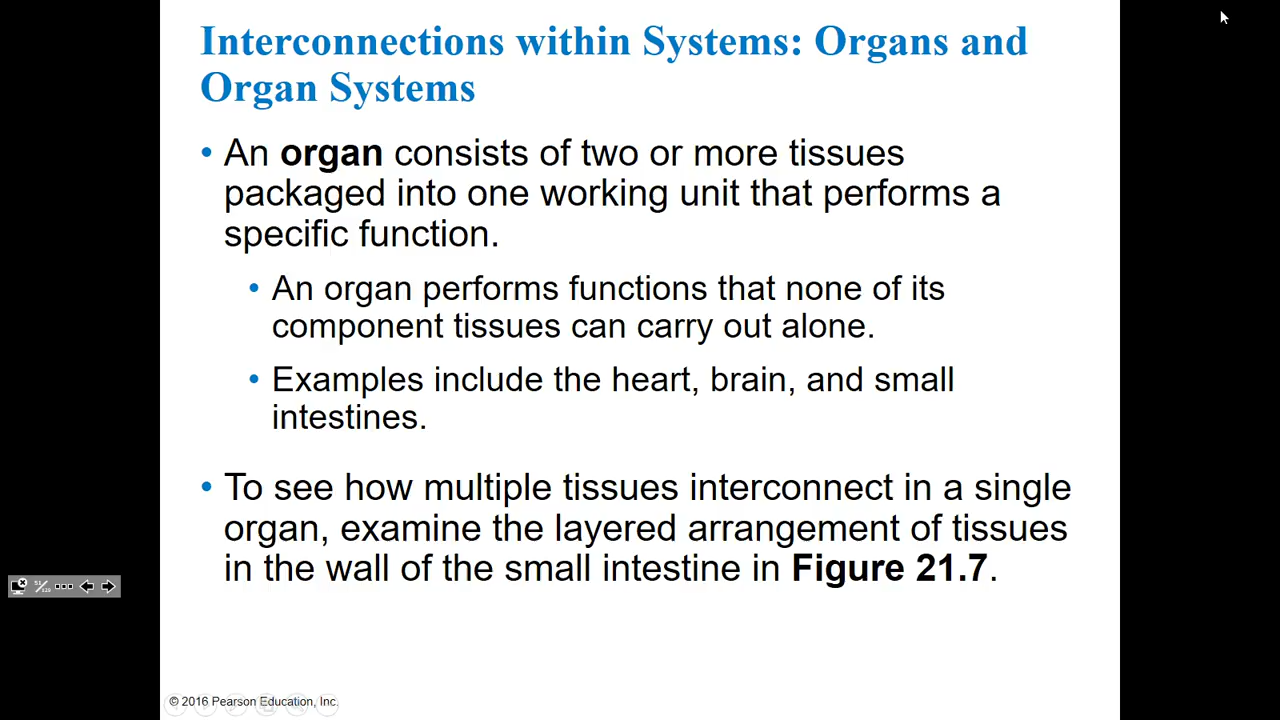 Interconnections within Systems: Organs and
Organ Systems
• An organ consists of two or more tissues
packaged into one working unit that performs a
specific function.
• An organ performs functions that none of its
component tissues can carry out alone.
• Examples include the heart, brain, and small
intestines.
• To see how multiple tissues interconnect in a single
organ, examine the layered arrangement of tissues
in the wall of the small intestine in Figure 21.7.
© 2016 Pearson Education, Inc.